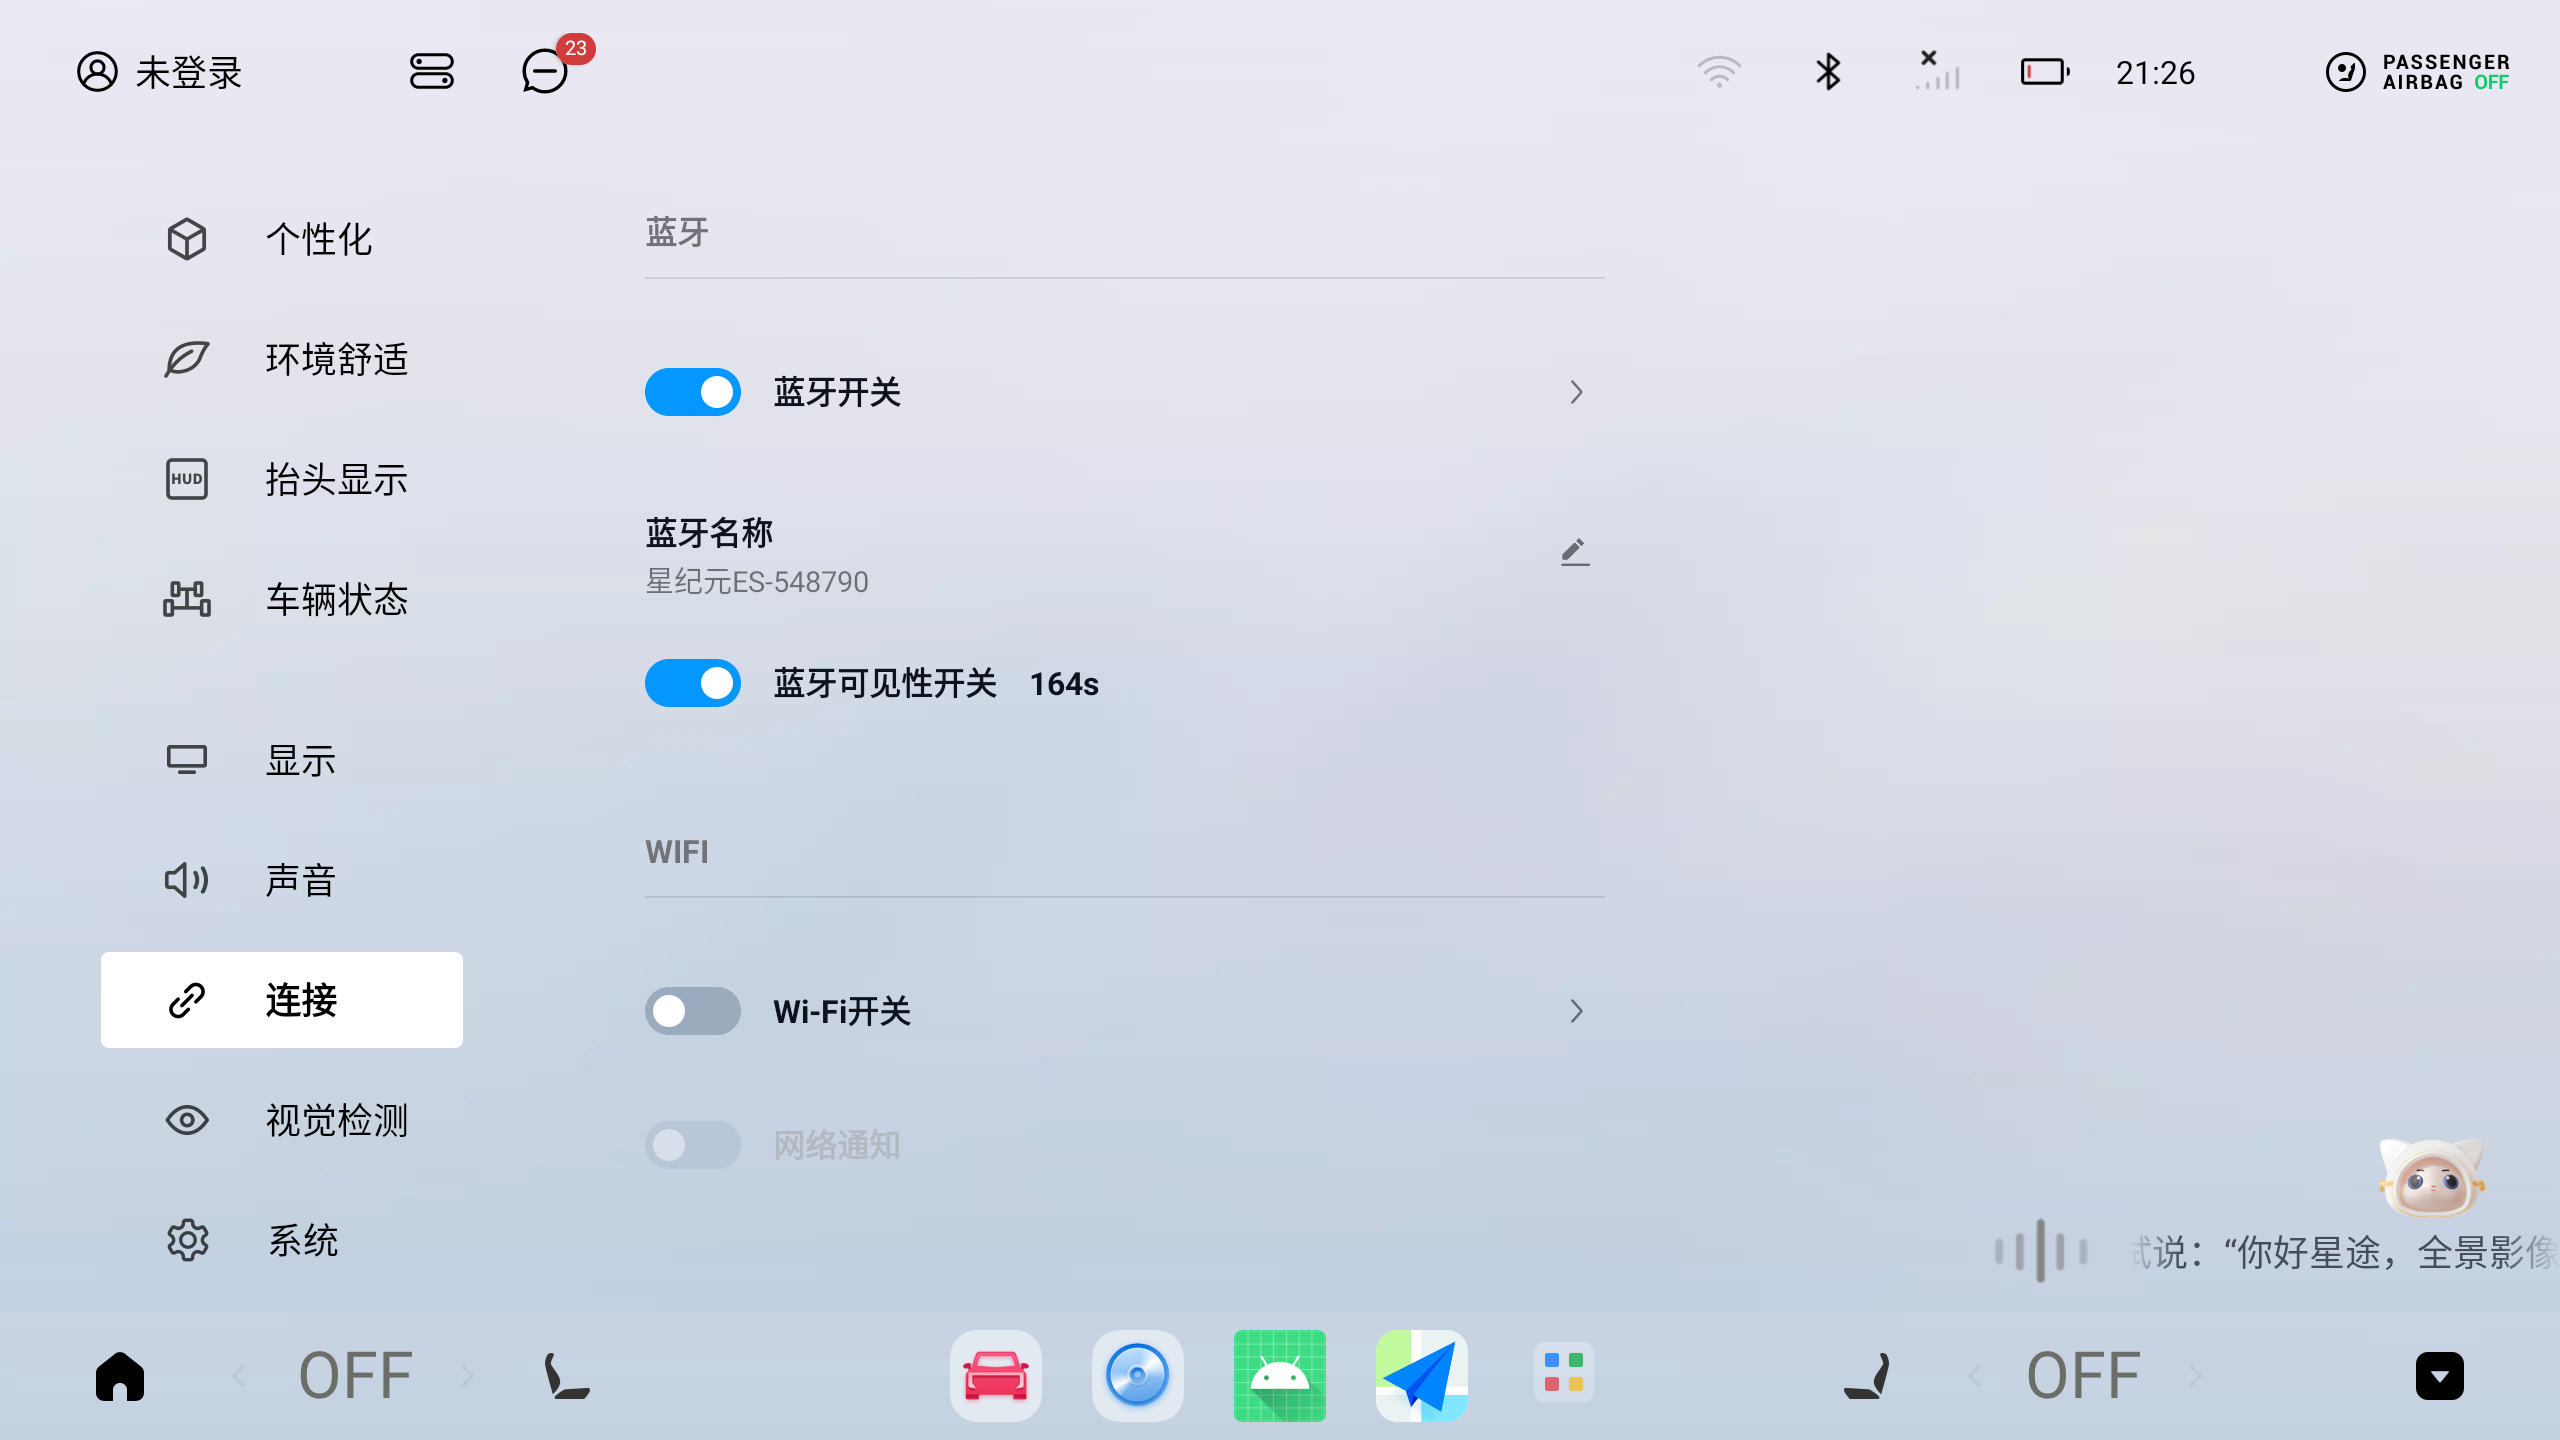 未登录
23
21:26
PASSENGER
AIRBAG OFF
个性化
环境舒适
HUD
抬头显示
车辆状态
显示
声音
连接
视觉检测
系统
蓝牙
蓝牙开关
蓝牙名称
星纪元ES-548790
蓝牙可见性开关 164s
WIFI
Wi-Fi开关
网络通知
试说：“你好星途，全景影像
OFF
OFF